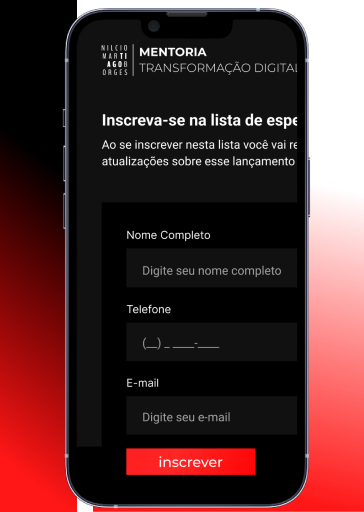 NILCIO
MARTI
AGOB
ORGES
MENTORIA
TRANSFORMAÇÃO DIGITAL
Inscreva-se na lista de espe
Ao se inscrever nesta lista você vai re
atualizações sobre esse lançamento
Nome Completo
Digite seu nome completo
Telefone
(__) _ ____-____
E-mail
Digite seu e-mail
inscrever